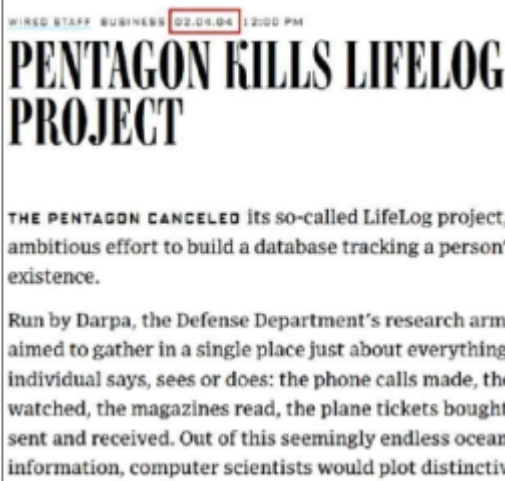 WIRED STAFF BUSINESS 02.04.04 12:00 PM
PENTAGON KILLS LIFELOG
PROJECT
THE PENTAGON CANCELED its so-called LifeLog project,
ambitious effort to build a database tracking a person'
existence.
Run by Darpa, the Defense Department's research arm
aimed to gather in a single place just about everything
individual says, sees or does: the phone calls made, the
watched, the magazines read, the plane tickets bought
sent and received. Out of this seemingly endless ocean
information, computer scientists would plot distinctiv